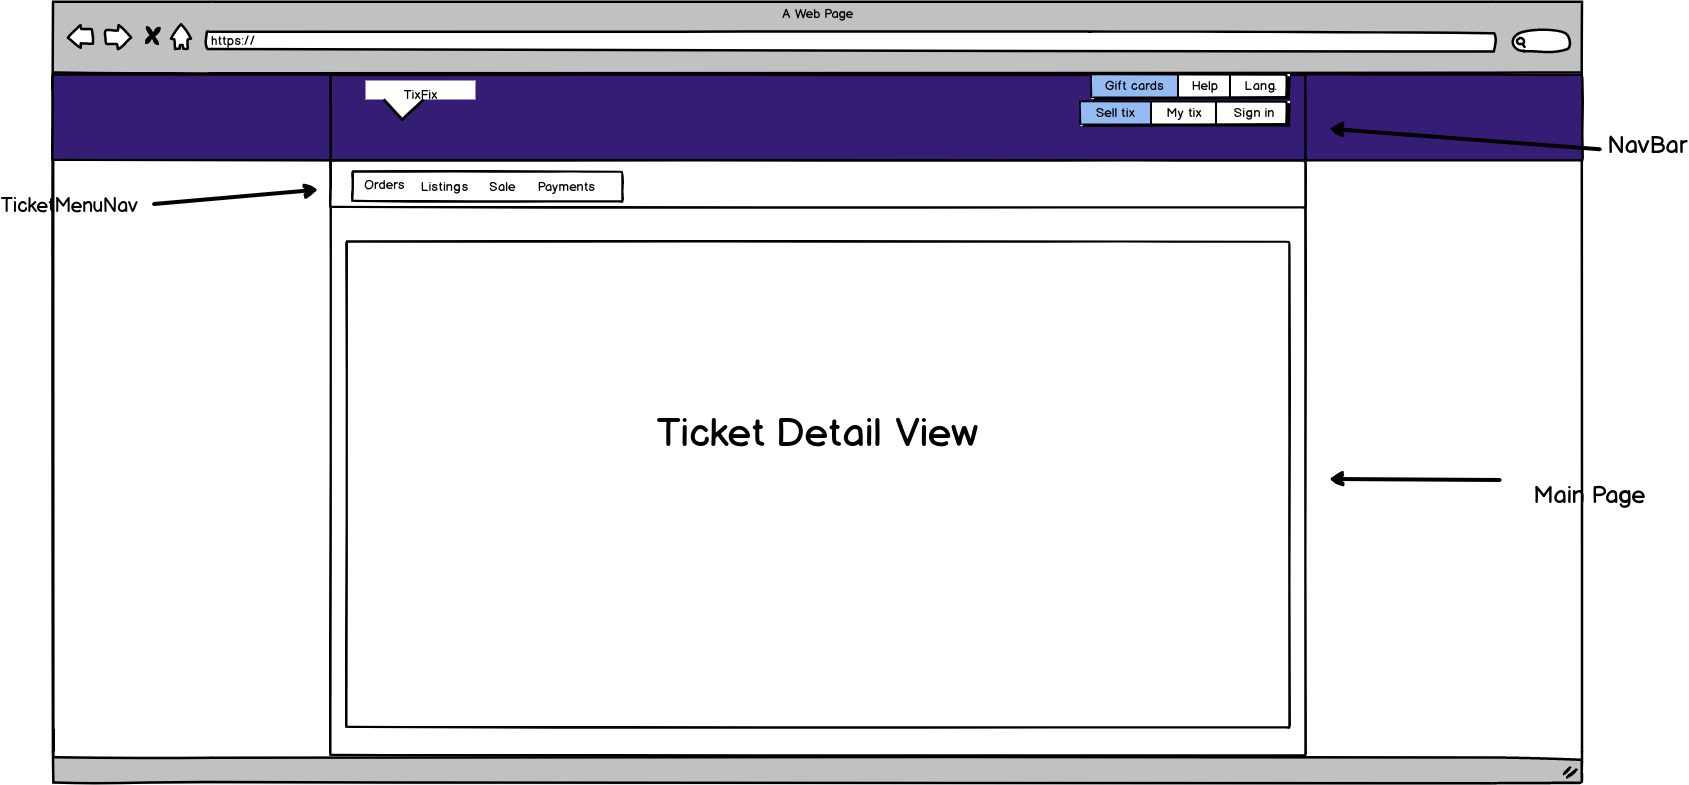 A Web Page
https://
TixFix
Gift cards Help Lang.
Sell tix My tix Sign in
NavBar
Orders Listings Sale Payments
TicketMenuNav
Ticket Detail View
Main Page